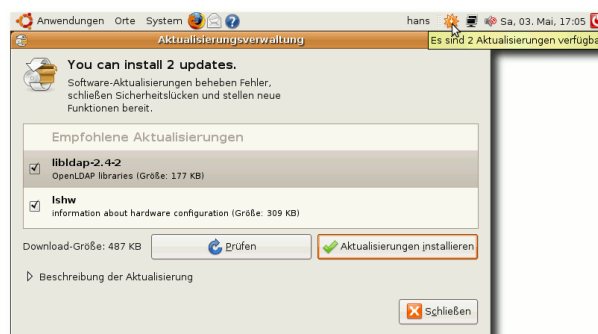 Anwendungen Orte System hans Sa, 03. Mai, 17:05
Aktualisierungsverwaltung
Es sind 2 Aktualisierungen verfügba
You can install 2 updates.
Software-Aktualisierungen beheben Fehler,
schließen Sicherheitslücken und stellen neue
Funktionen bereit.
Empfohlene Aktualisierungen
libldap-2.4-2
OpenLDAP libraries (Größe: 177 KB)
lshw
information about hardware configuration (Größe: 309 KB)
Download-Größe: 487 KB Prüfen Aktualisierungen installieren
Beschreibung der Aktualisierung
Schließen